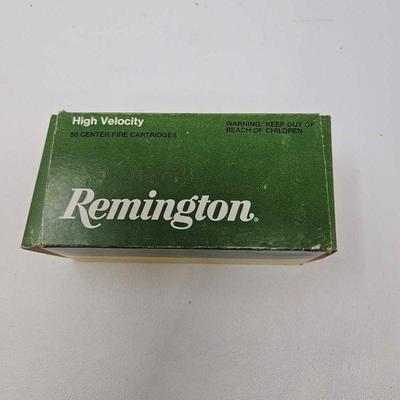 High Velocity
50 CENTER FIRE CARTRIDGES
WARNING: KEEP OUT OF
REACH OF CHILDREN
Remington®